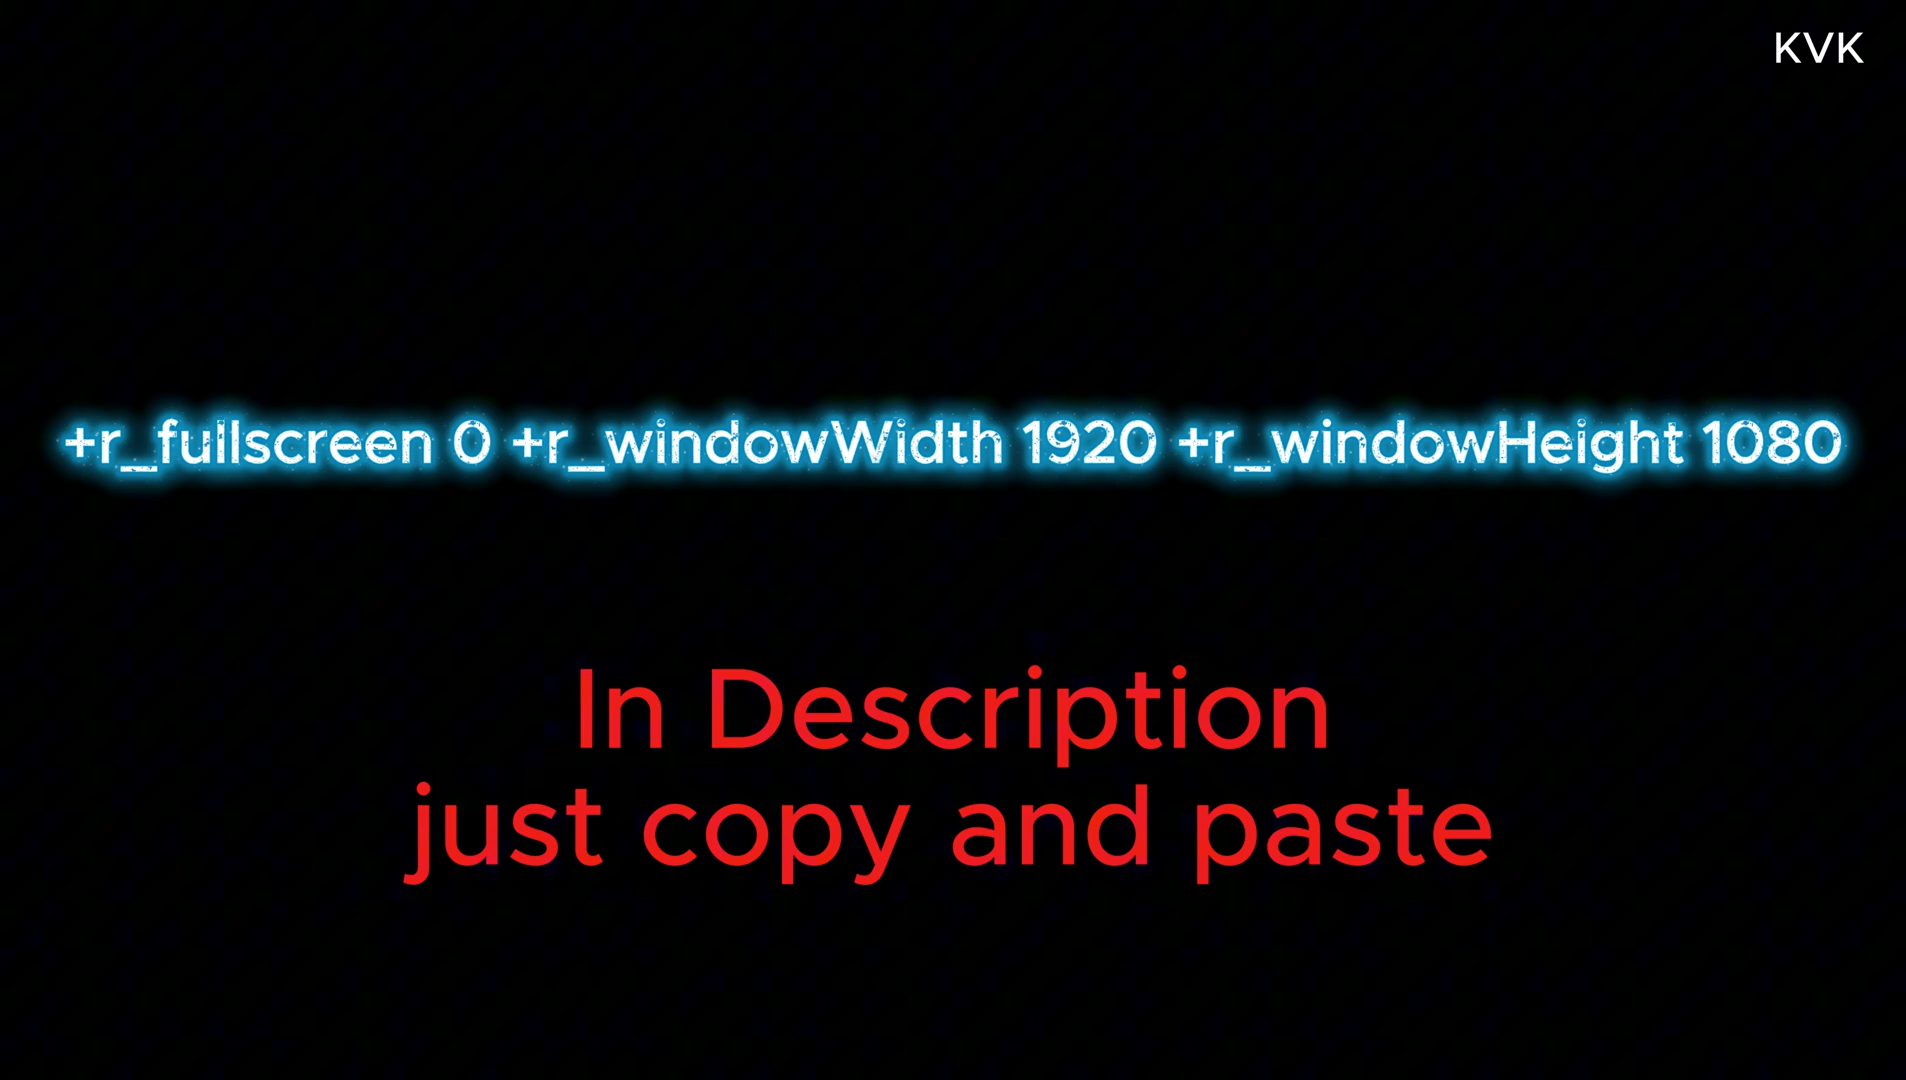 KVK
+r_fullscreen 0 +r_windowWidth 1920 +r_windowHeight 1080
In Description
just copy and paste